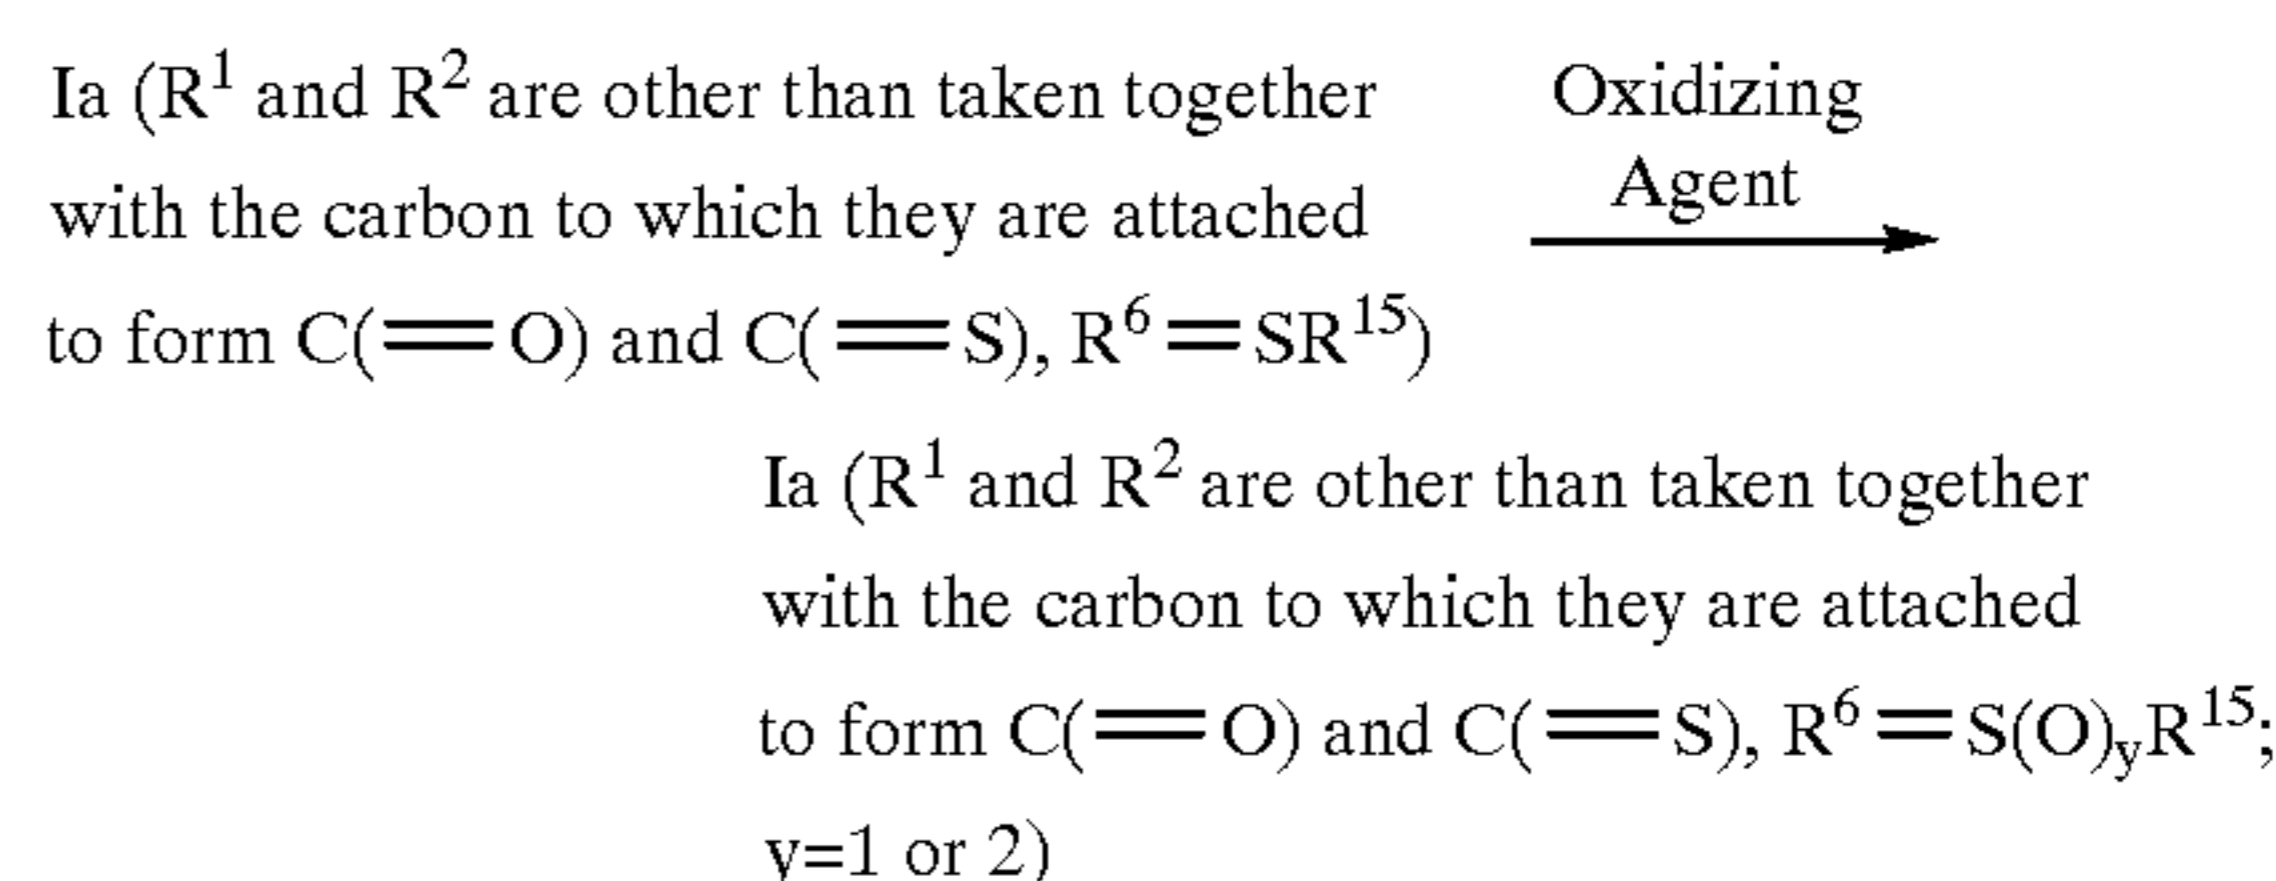 Ia (R¹ and R² are other than taken together
with the carbon to which they are attached
to form C(=O) and C(=S), R⁶=SR¹⁵)
Oxidizing
Agent
Ia (R¹ and R² are other than taken together
with the carbon to which they are attached
to form C(=O) and C(=S), R⁶=S(O)ᵧR¹⁵;
y=1 or 2)